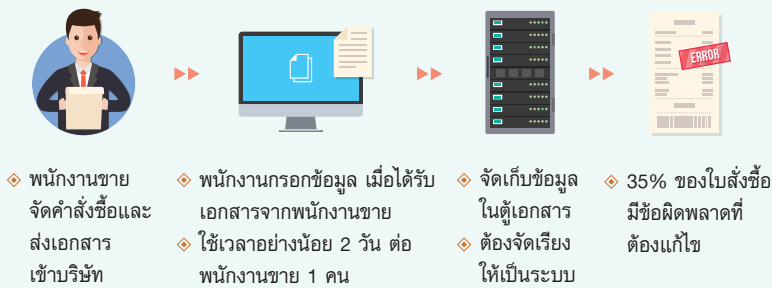 ERROR
พนักงานขาย
จัดคำสั่งซื้อและ
ส่งเอกสาร
เข้าบริษัท
พนักงานกรอกข้อมูล เมื่อได้รับ
เอกสารจากพนักงานขาย
ใช้เวลาอย่างน้อย 2 วัน ต่อ
พนักงานขาย 1 คน
จัดเก็บข้อมูล
ในตู้เอกสาร
ต้องจัดเรียง
ให้เป็นระบบ
35% ของใบสั่งซื้อ
มีข้อผิดพลาดที่
ต้องแก้ไข